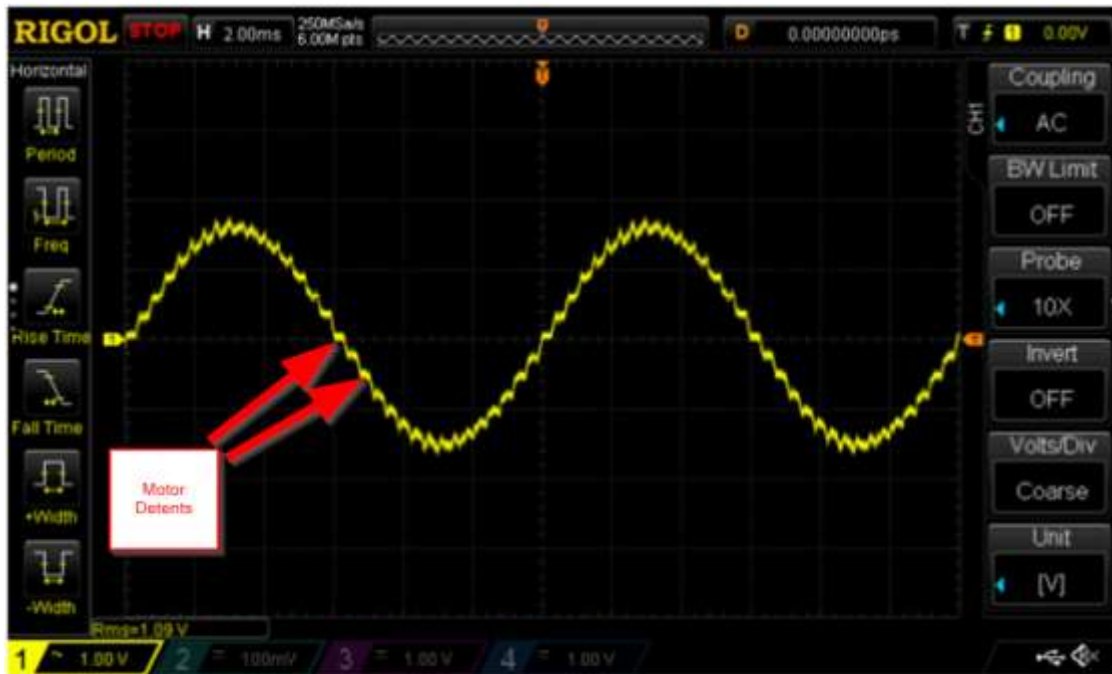 RIGOL STOP H 2.00ms 250MSa/s
6.00M pts D 0.00000000ps T 1 0.00V
Horizontal
Period
Freq
Rise Time
Fall Time
+Width
-Width
Motor
Detents
CH1
Coupling
AC
BW Limit
OFF
Probe
10X
Invert
OFF
Volts/Div
Coarse
Unit
[V]
Rms=1.09 V
1 ~ 1.00 V 2 = 100mV 3 = 1.00 V 4 = 1.00 V